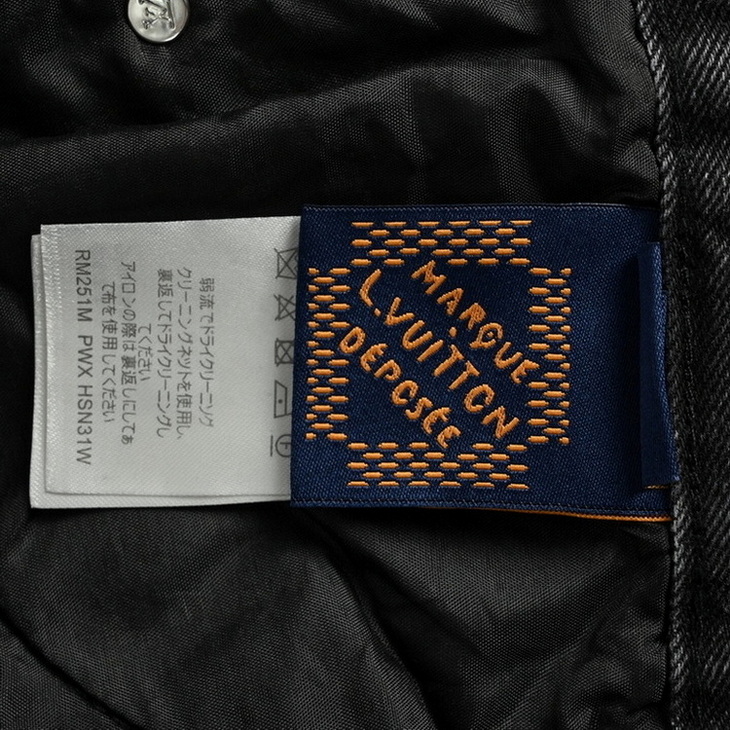 LV
弱流でドライクリーニング
クリーニングネットを使用し、
裏返してドライクリーニングし
てください
アイロンの際は裏返しにしてあ
て布を使用してください
RM251M PWX HSN31W
MARQUE
L.VUITTON
DÉPOSÉE